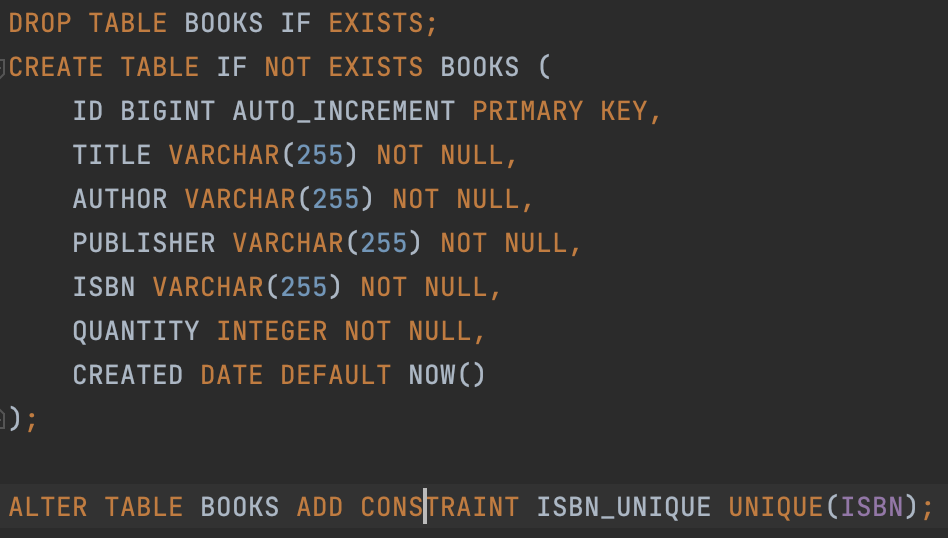 DROP TABLE BOOKS IF EXISTS;
CREATE TABLE IF NOT EXISTS BOOKS (
    ID BIGINT AUTO_INCREMENT PRIMARY KEY,
    TITLE VARCHAR(255) NOT NULL,
    AUTHOR VARCHAR(255) NOT NULL,
    PUBLISHER VARCHAR(255) NOT NULL,
    ISBN VARCHAR(255) NOT NULL,
    QUANTITY INTEGER NOT NULL,
    CREATED DATE DEFAULT NOW()
);
ALTER TABLE BOOKS ADD CONSTRAINT ISBN_UNIQUE UNIQUE(ISBN);